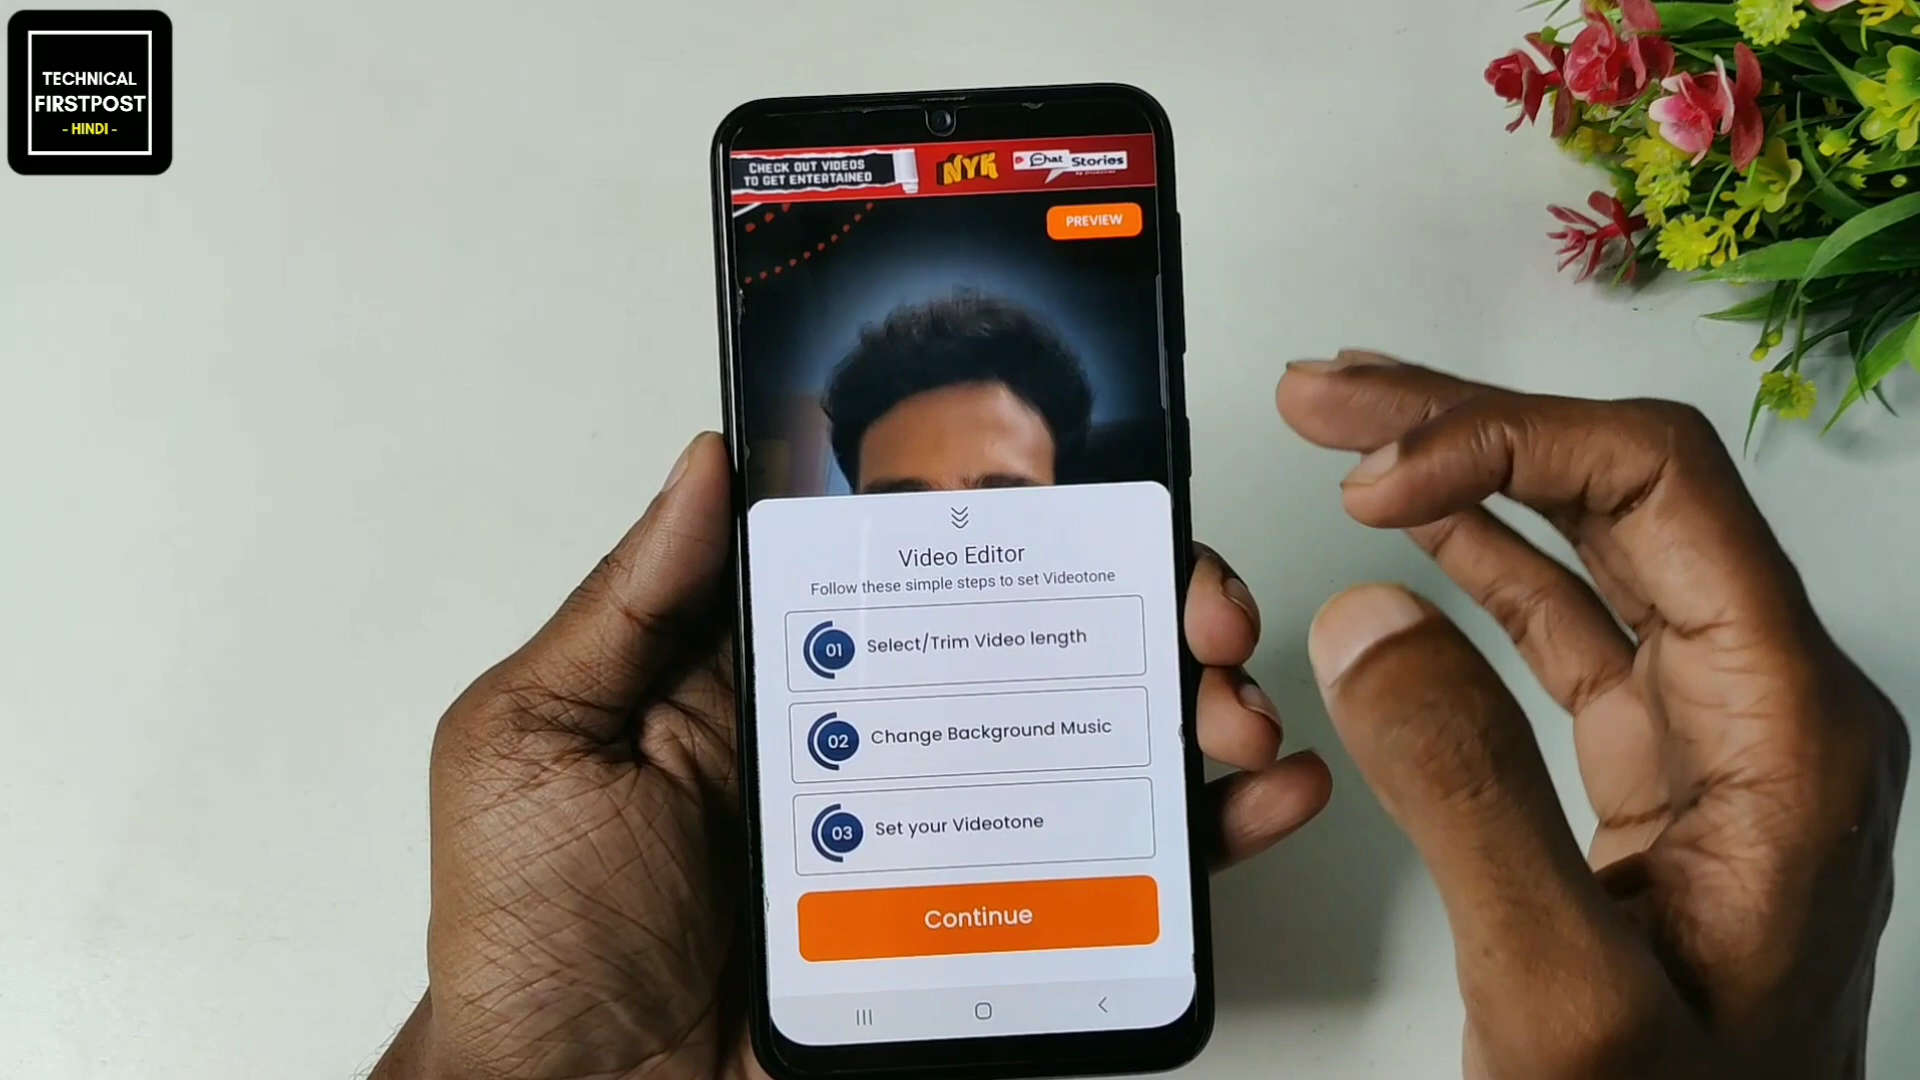 TECHNICAL
FIRSTPOST
- HINDI -
CHECK OUT VIDEOS
TO GET ENTERTAINED
NYK
Chat Stories
PREVIEW
Video Editor
Follow these simple steps to set Videotone
01 Select/Trim Video length
02 Change Background Music
03 Set your Videotone
Continue